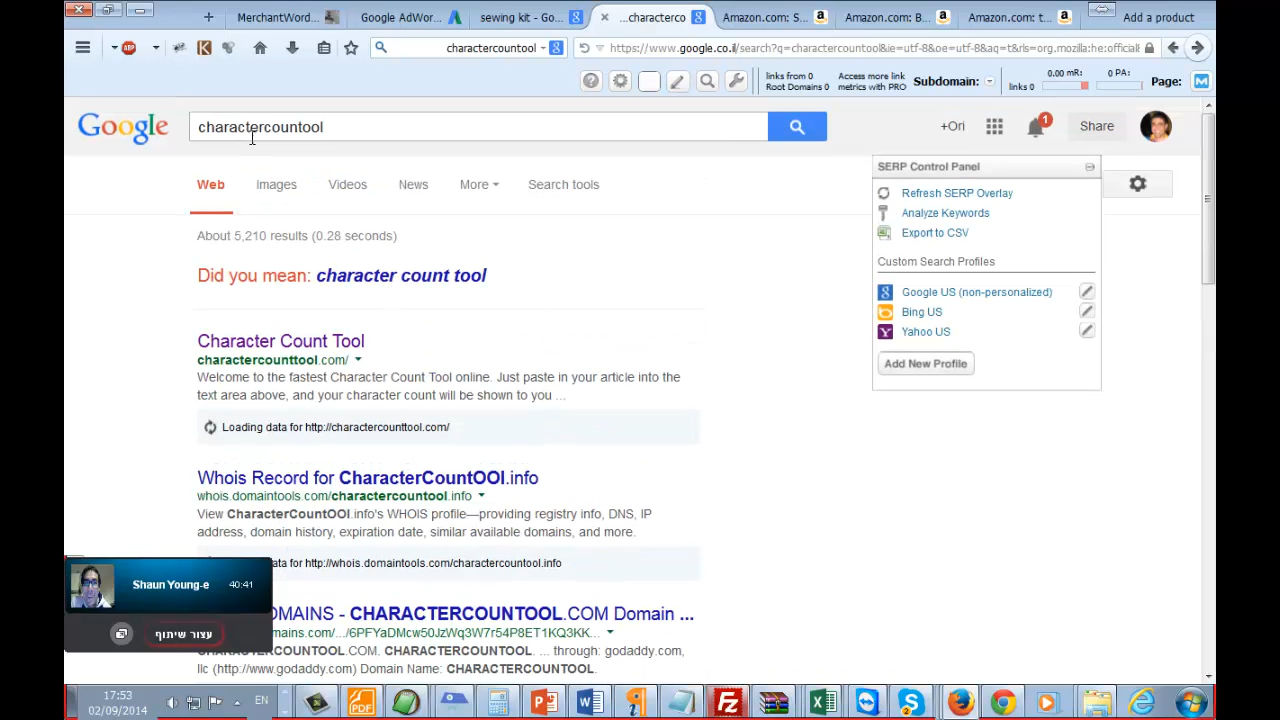 MerchantWord...
Google AdWor...
sewing kit - Go...
...characterco
Amazon.com: S...
Amazon.com: B...
Amazon.com: t...
Add a product
charactercountool
https://www.google.co.il/search?q=charactercountool&ie=utf-8&oe=utf-8&aq=t&rls=org.mozilla:he:official&
links from 0
Root Domains 0
Access more link
metrics with PRO
Subdomain:
links 0
0.00 mR:
0 PA:
Page:
Google
charactercountool
+Ori
1
Share
SERP Control Panel
Refresh SERP Overlay
Analyze Keywords
Export to CSV
Custom Search Profiles
Google US (non-personalized)
Bing US
Yahoo US
Add New Profile
Web
Images
Videos
News
More
Search tools
About 5,210 results (0.28 seconds)
Did you mean: character count tool
Character Count Tool
charactercounttool.com/
Welcome to the fastest Character Count Tool online. Just paste in your article into the
text area above, and your character count will be shown to you ...
Loading data for http://charactercounttool.com/
Whois Record for CharacterCountOOl.info
whois.domaintools.com/charactercountool.info
View CharacterCountOOl.info's WHOIS profile—providing registry info, DNS, IP
address, domain history, expiration date, similar available domains, and more.
data for http://whois.domaintools.com/charactercountool.info
OMAINS - CHARACTERCOUNTOOL.COM Domain ...
mains.com/.../6PFYaDMcw50JzWq3W7r54P8ET1KQ3KK...
CHARACTERCOUNTOOL.COM. CHARACTERCOUNTOOL. ... through: godaddy.com,
llc (http://www.godaddy.com) Domain Name: CHARACTERCOUNTOOL.
Shaun Young-e
40:41
עצור שיתוף
17:53
02/09/2014
EN